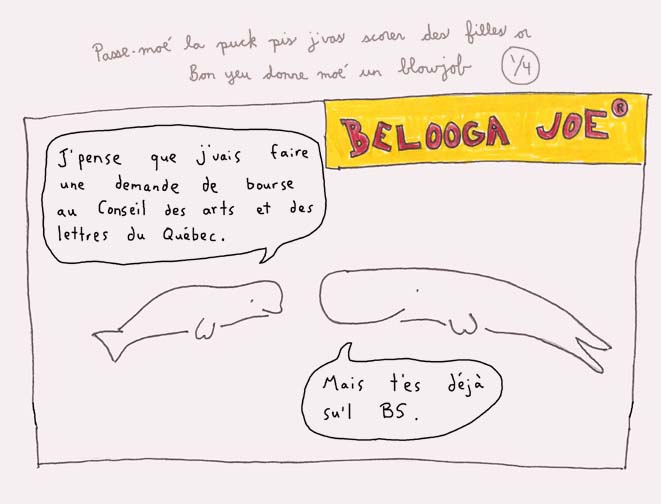 Passe-moé la puck pis j'vas scorer des filles or
Bon yeu donne moé un blowjob 1/4
BELOOGA JOE®
J'pense que j'vais faire
une demande de bourse
au Conseil des arts et des
lettres du Québec.
Mais t'es déjà
su'l BS.